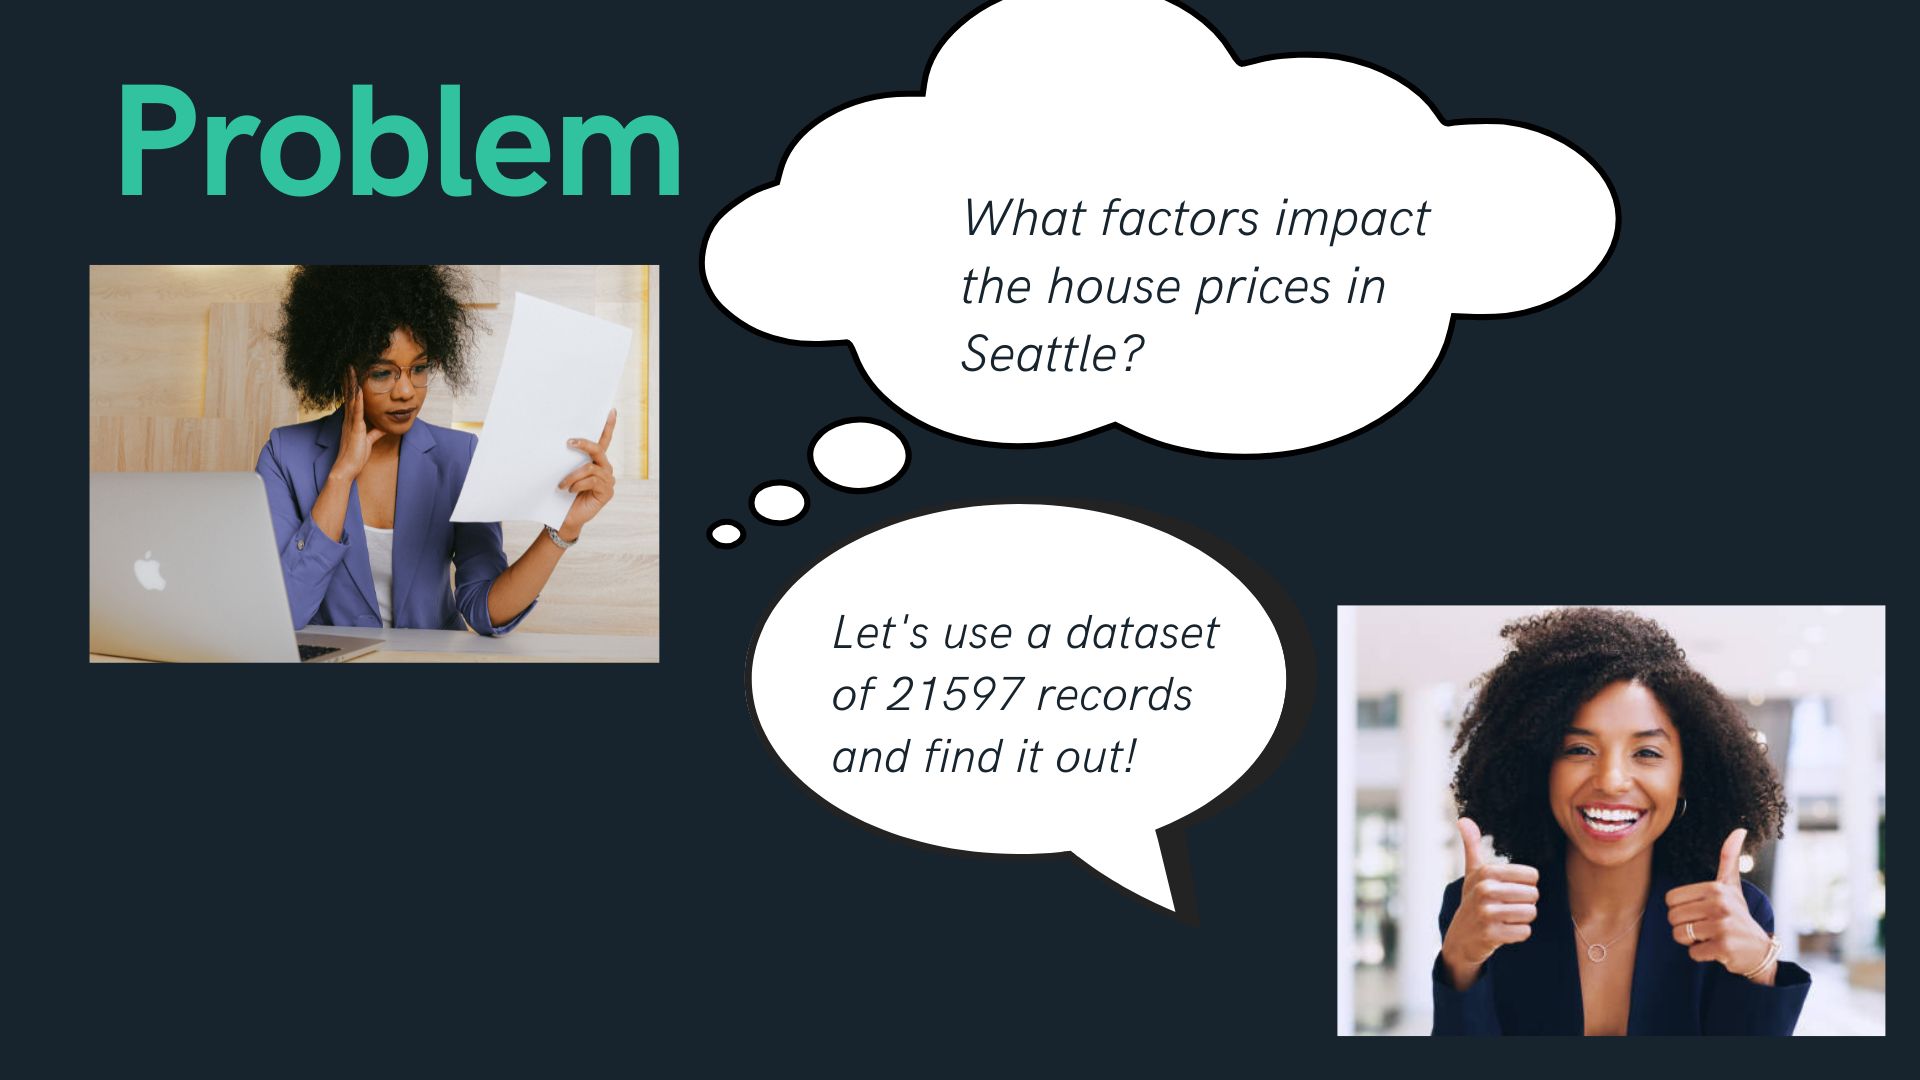 Problem
What factors impact
the house prices in
Seattle?
Let's use a dataset
of 21597 records
and find it out!